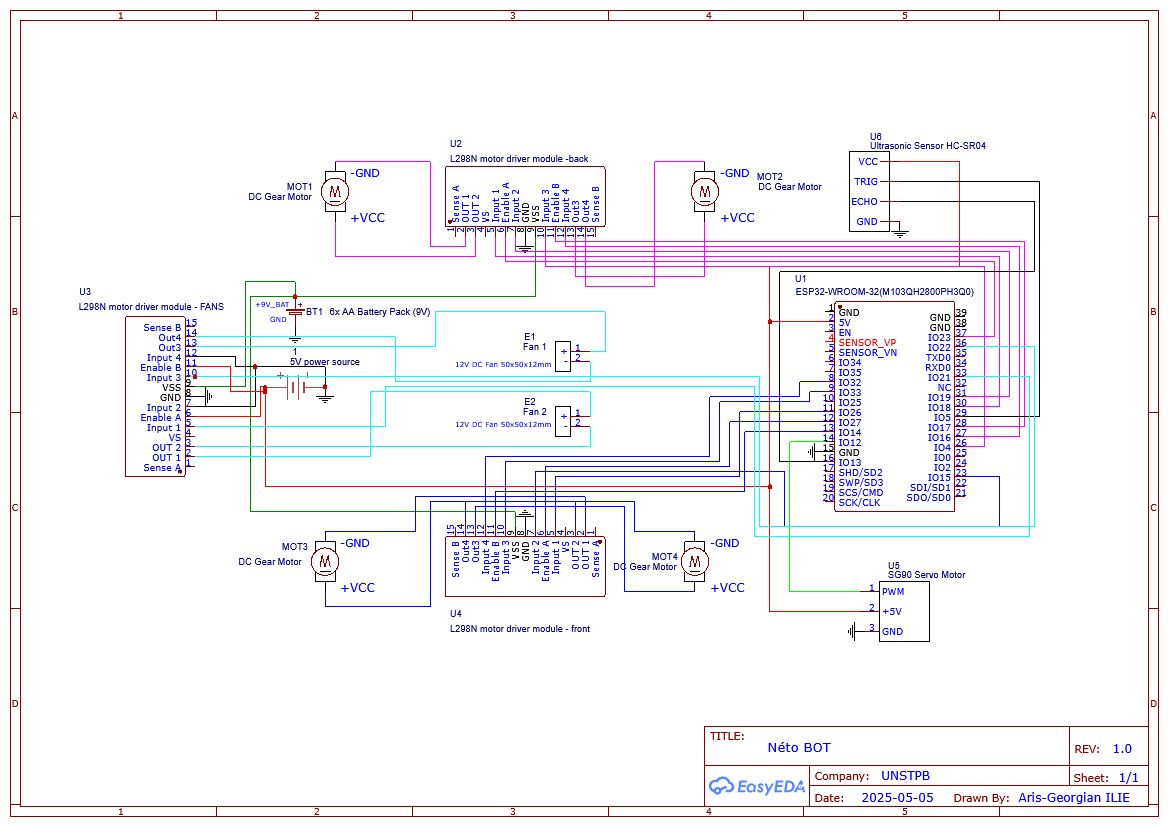 1 2 3 4 5
A A
B B
C C
D D
U2
L298N motor driver module -back
Sense A
OUT 1
OUT 2
VS
Input 1
Enable A
Input 2
GND
VSS
Input 3
Enable B
Input 4
Out3
Out4
Sense B
1 2 3 4 5 6 7 8 9 10 11 12 13 14 15
MOT1
DC Gear Motor
M
-GND
+VCC
MOT2
DC Gear Motor
M
-GND
+VCC
U6
Ultrasonic Sensor HC-SR04
VCC
TRIG
ECHO
GND
U3
L298N motor driver module - FANS
Sense B 15
Out4 14
Out3 13
Input 4 12
Enable B 11
Input 3 10
VSS 9
GND 8
Input 2 7
Enable A 6
Input 1 5
VS 4
OUT 2 3
OUT 1 2
Sense A 1
+9V_BAT
GND
+
BT1 6x AA Battery Pack (9V)
1
5V power source
+
E1
Fan 1
12V DC Fan 50x50x12mm
+ 1
- 2
E2
Fan 2
12V DC Fan 50x50x12mm
+ 1
- 2
U1
ESP32-WROOM-32(M103QH2800PH3Q0)
1 GND
2 5V
3 EN
4 SENSOR_VP
5 SENSOR_VN
6 IO34
7 IO35
8 IO32
9 IO33
10 IO25
11 IO26
12 IO27
13 IO14
14 IO12
15 GND
16 IO13
17 SHD/SD2
18 SWP/SD3
19 SCS/CMD
20 SCK/CLK
GND 39
GND 38
IO23 37
IO22 36
TXD0 35
RXD0 34
IO21 33
NC 32
IO19 31
IO18 30
IO5 29
IO17 28
IO16 27
IO4 26
IO0 25
IO2 24
IO15 23
SDI/SD1 22
SDO/SD0 21
15 14 13 12 11 10 9 8 7 6 5 4 3 2 1
Sense B
Out4
Out3
Input 4
Enable B
Input 3
VSS
GND
Input 2
Enable A
Input 1
VS
OUT 2
OUT 1
Sense A
U4
L298N motor driver module - front
MOT3
DC Gear Motor
M
-GND
+VCC
MOT4
DC Gear Motor
M
-GND
+VCC
U5
SG90 Servo Motor
1 PWM
2 +5V
3 GND
TITLE:
Néto BOT
REV: 1.0
EasyEDA
Company: UNSTPB
Sheet: 1/1
Date: 2025-05-05 Drawn By: Aris-Georgian ILIE
1 2 3 4 5